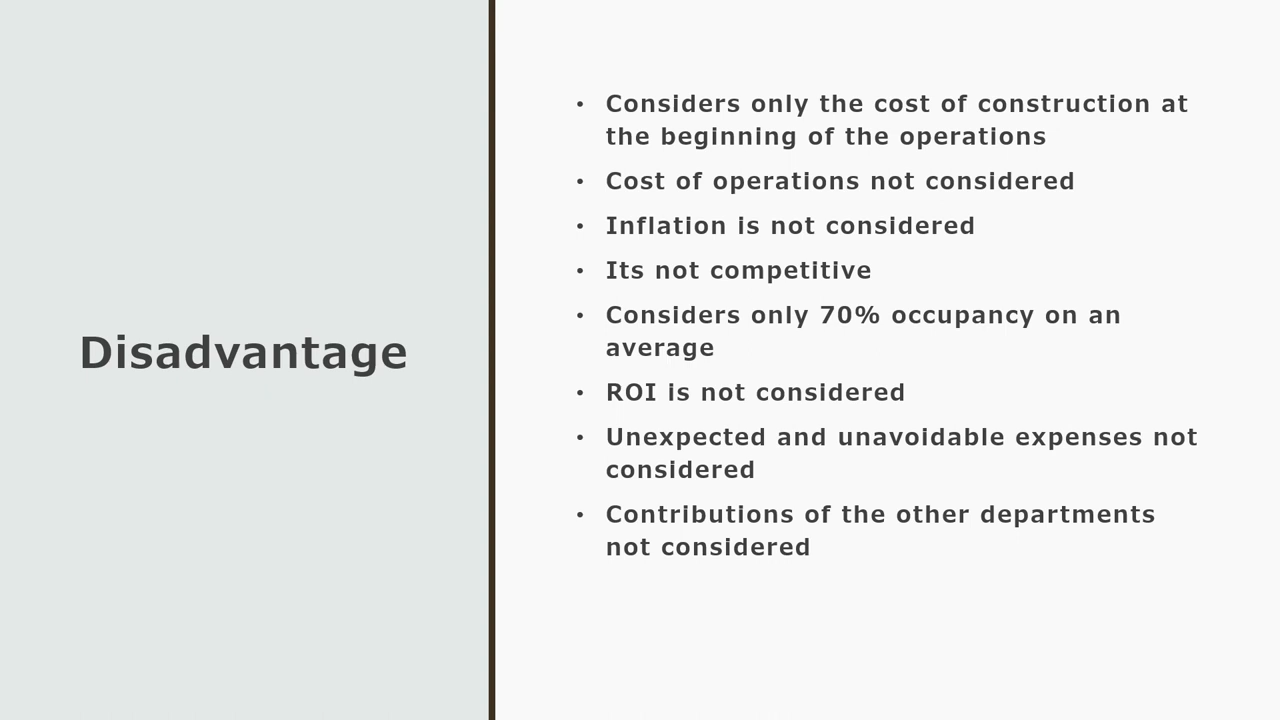 Disadvantage
• Considers only the cost of construction at
the beginning of the operations
• Cost of operations not considered
• Inflation is not considered
• Its not competitive
• Considers only 70% occupancy on an
average
• ROI is not considered
• Unexpected and unavoidable expenses not
considered
• Contributions of the other departments
not considered